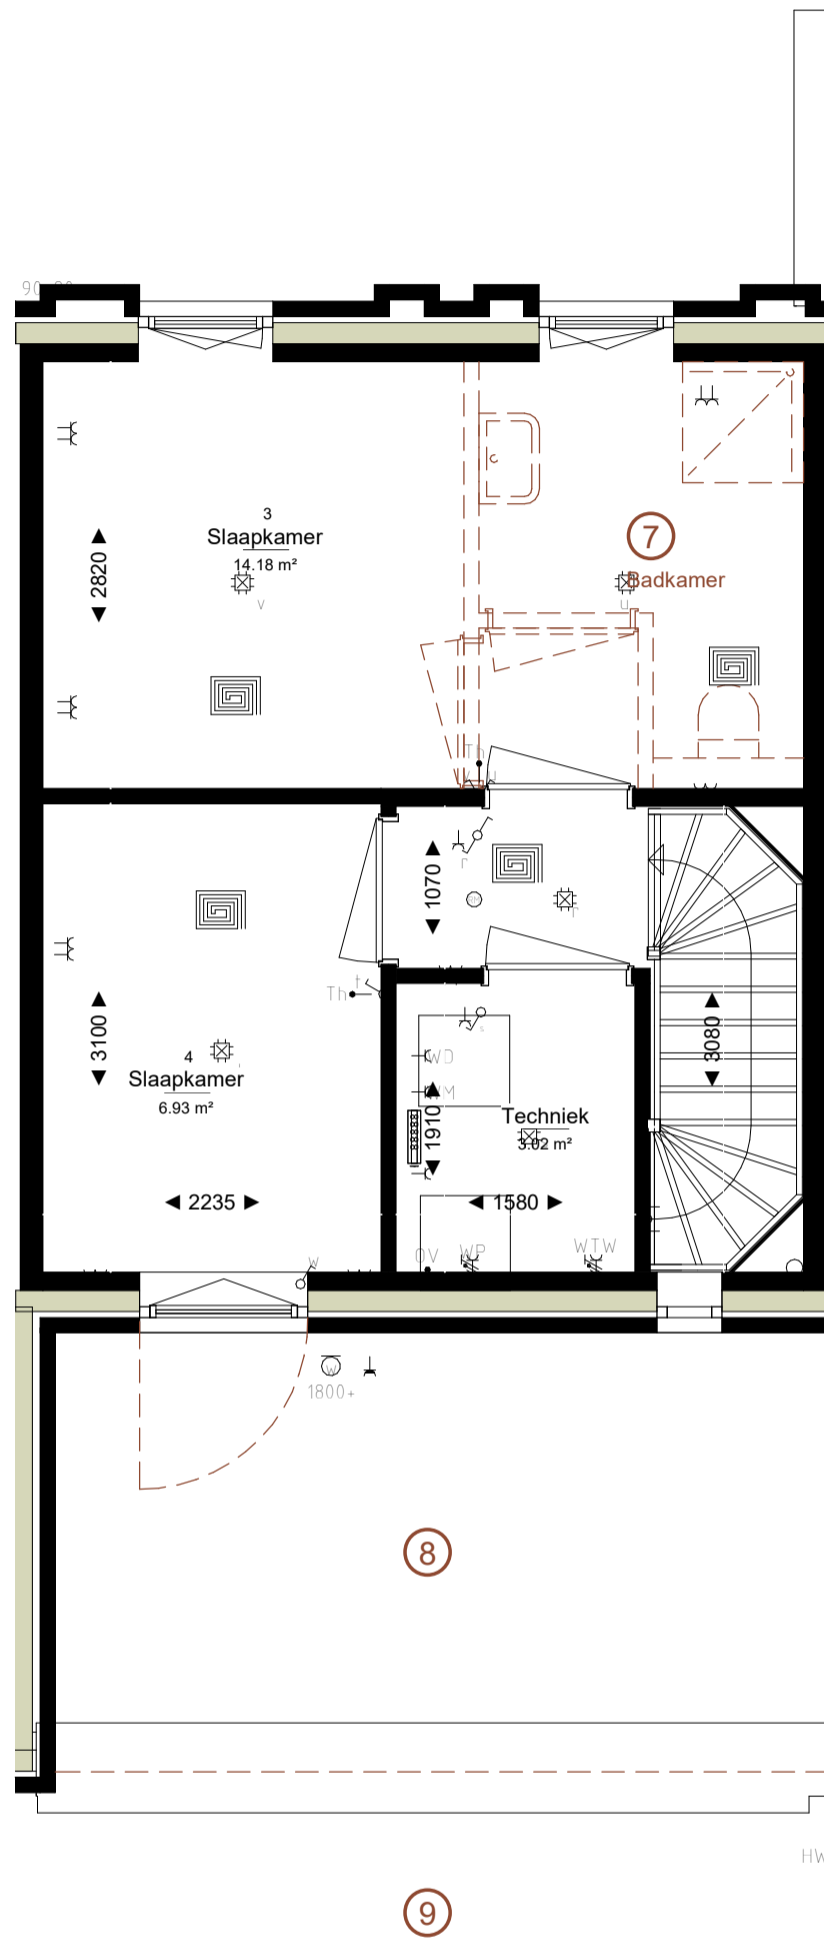 3
Slaapkamer
14.18 m²
v
2820
7
Badkamer
u
Th
1070
r
Th
t
3100
4
Slaapkamer
6.93 m²
2235
WD
WM
1910
Techniek
3.02 m²
1580
3080
OV
WP
WTW
w
w
1800+
8
HW
9